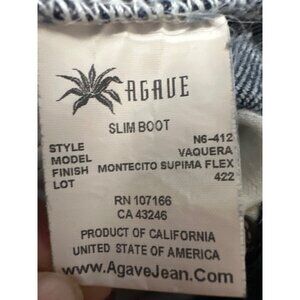 AGAVE
SLIM BOOT
STYLE N6-412
MODEL VAQUERA
FINISH MONTECITO SUPIMA FLEX
LOT 422
RN 107166
CA 43246
PRODUCT OF CALIFORNIA
UNITED STATE OF AMERICA
www.AgaveJean.Com